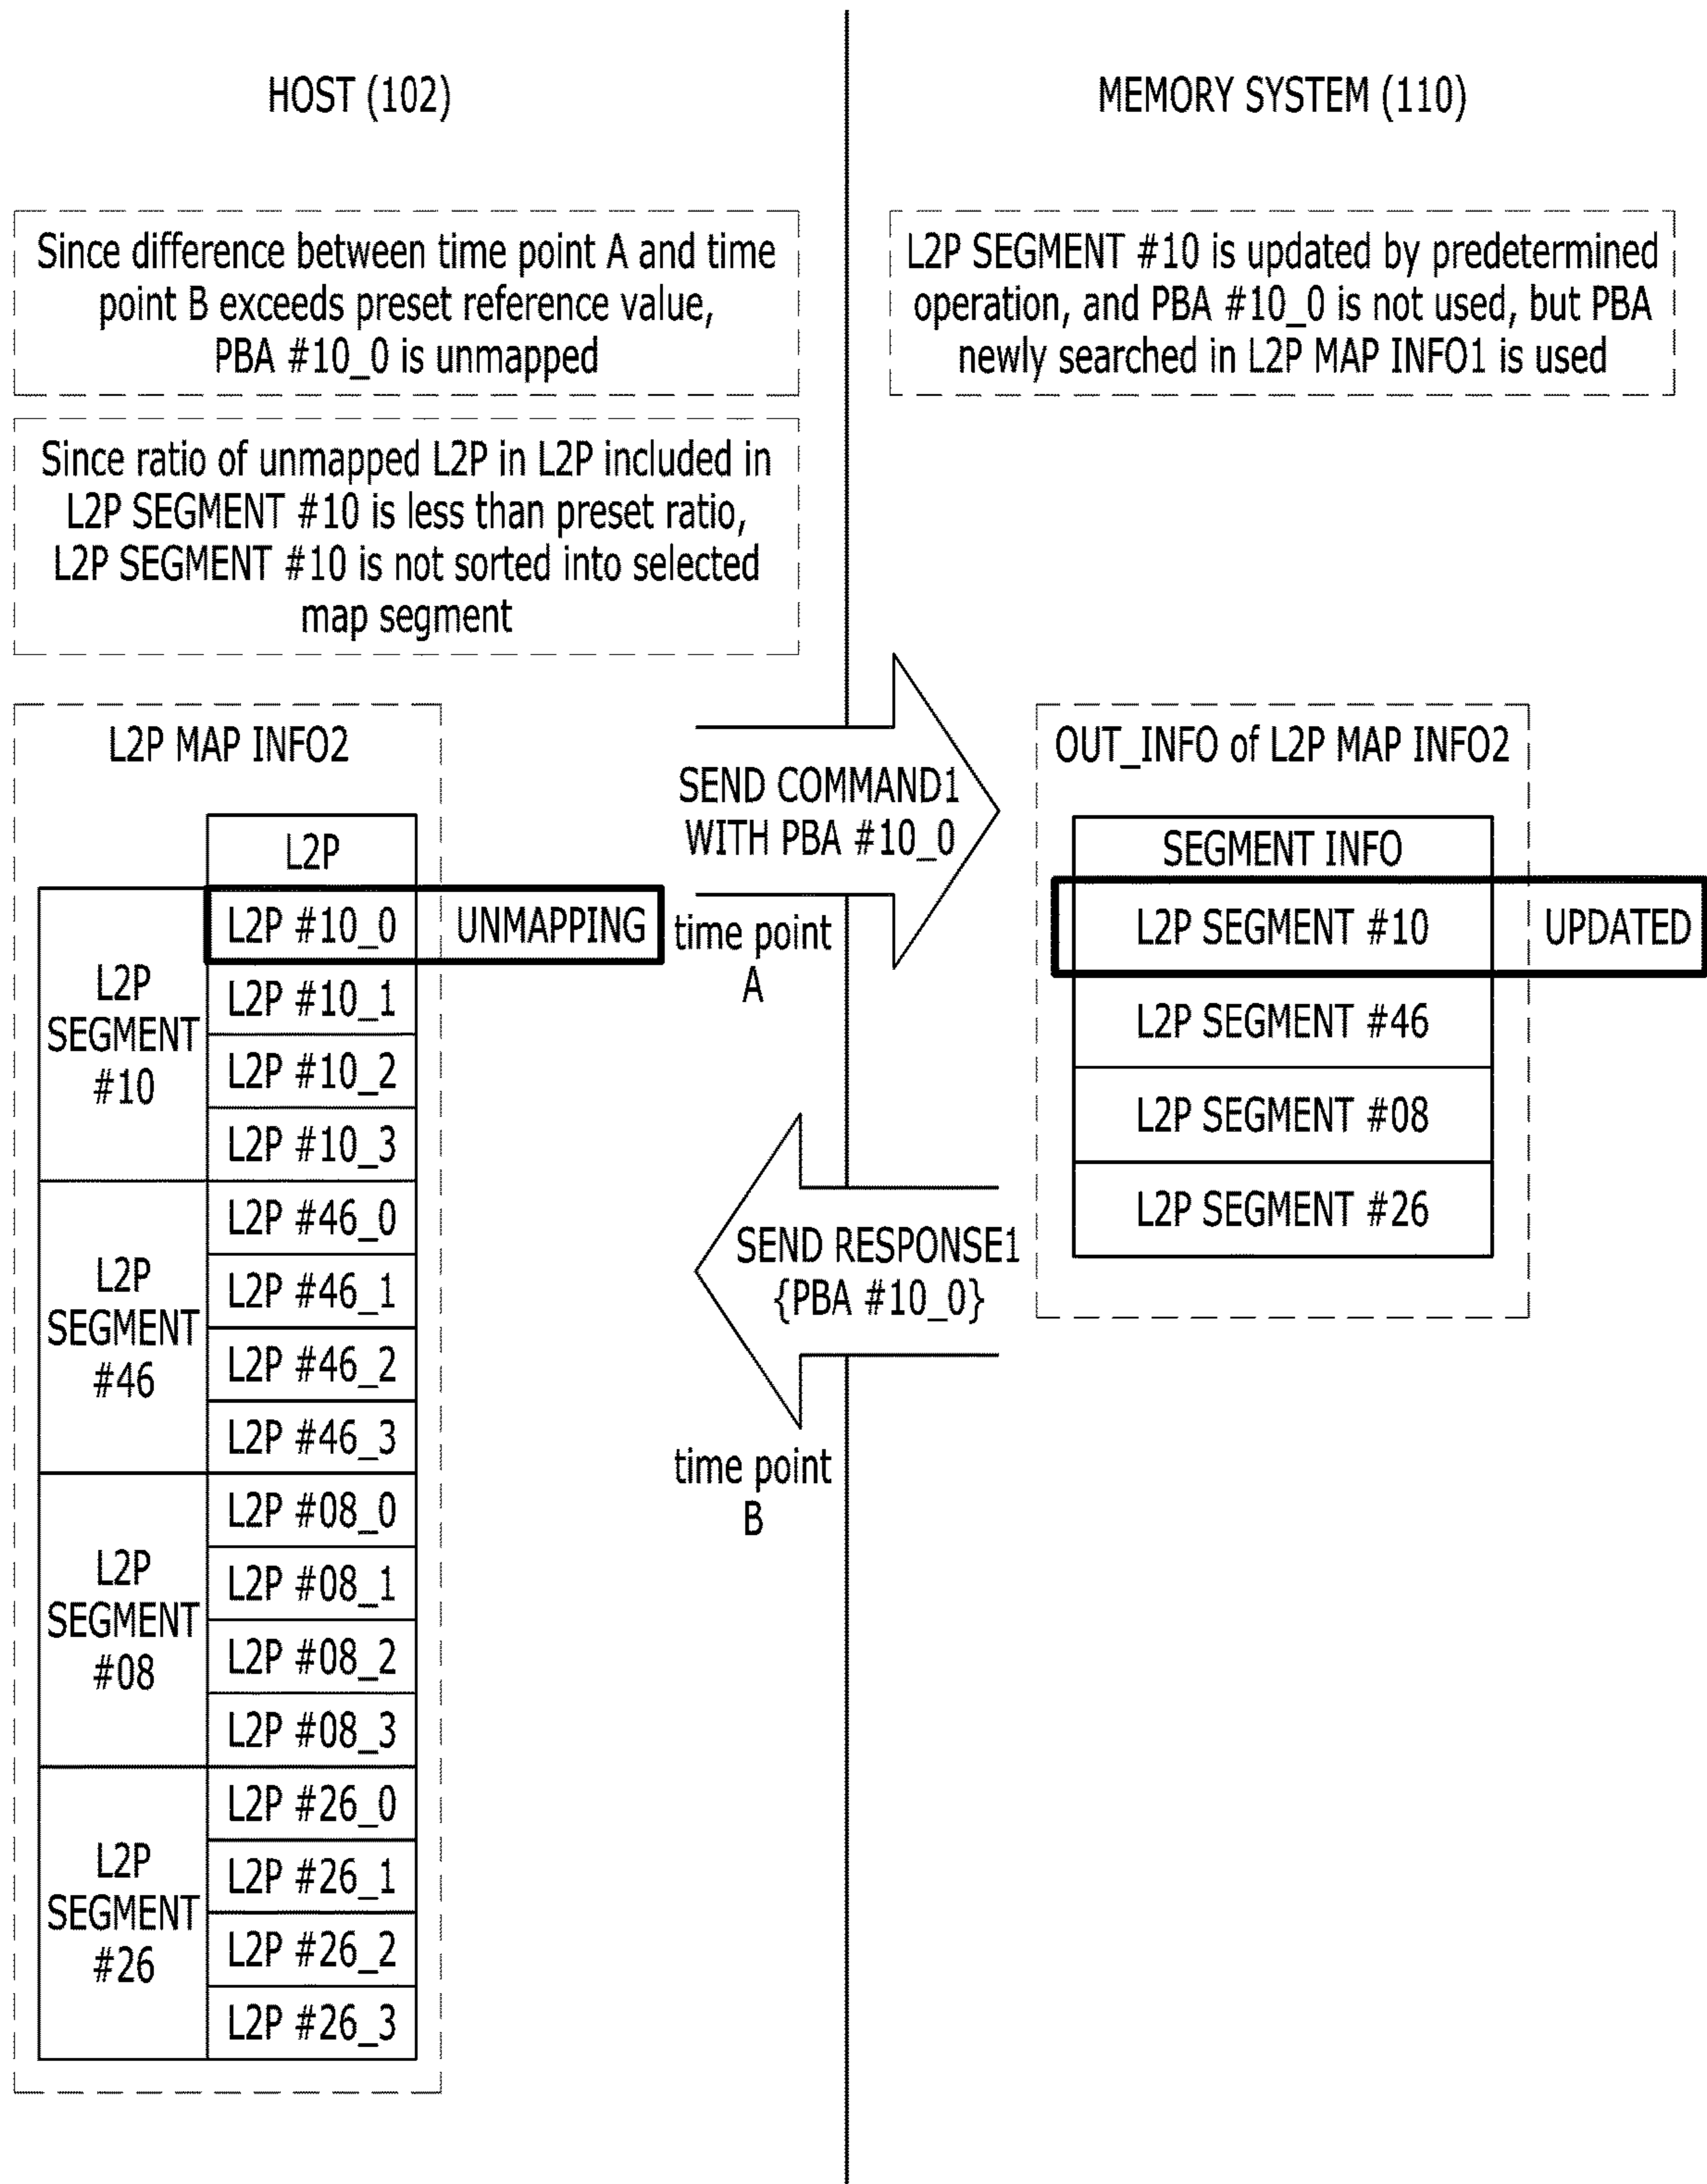 HOST (102)
MEMORY SYSTEM (110)
Since difference between time point A and time
point B exceeds preset reference value,
PBA #10_0 is unmapped
L2P SEGMENT #10 is updated by predetermined
operation, and PBA #10_0 is not used, but PBA
newly searched in L2P MAP INFO1 is used
Since ratio of unmapped L2P in L2P included in
L2P SEGMENT #10 is less than preset ratio,
L2P SEGMENT #10 is not sorted into selected
map segment
L2P MAP INFO2
L2P
L2P
SEGMENT
#10
L2P #10_0
UNMAPPING
L2P #10_1
L2P #10_2
L2P #10_3
L2P
SEGMENT
#46
L2P #46_0
L2P #46_1
L2P #46_2
L2P #46_3
L2P
SEGMENT
#08
L2P #08_0
L2P #08_1
L2P #08_2
L2P #08_3
L2P
SEGMENT
#26
L2P #26_0
L2P #26_1
L2P #26_2
L2P #26_3
SEND COMMAND1
WITH PBA #10_0
time point
A
SEND RESPONSE1
{PBA #10_0}
time point
B
OUT_INFO of L2P MAP INFO2
SEGMENT INFO
L2P SEGMENT #10
UPDATED
L2P SEGMENT #46
L2P SEGMENT #08
L2P SEGMENT #26